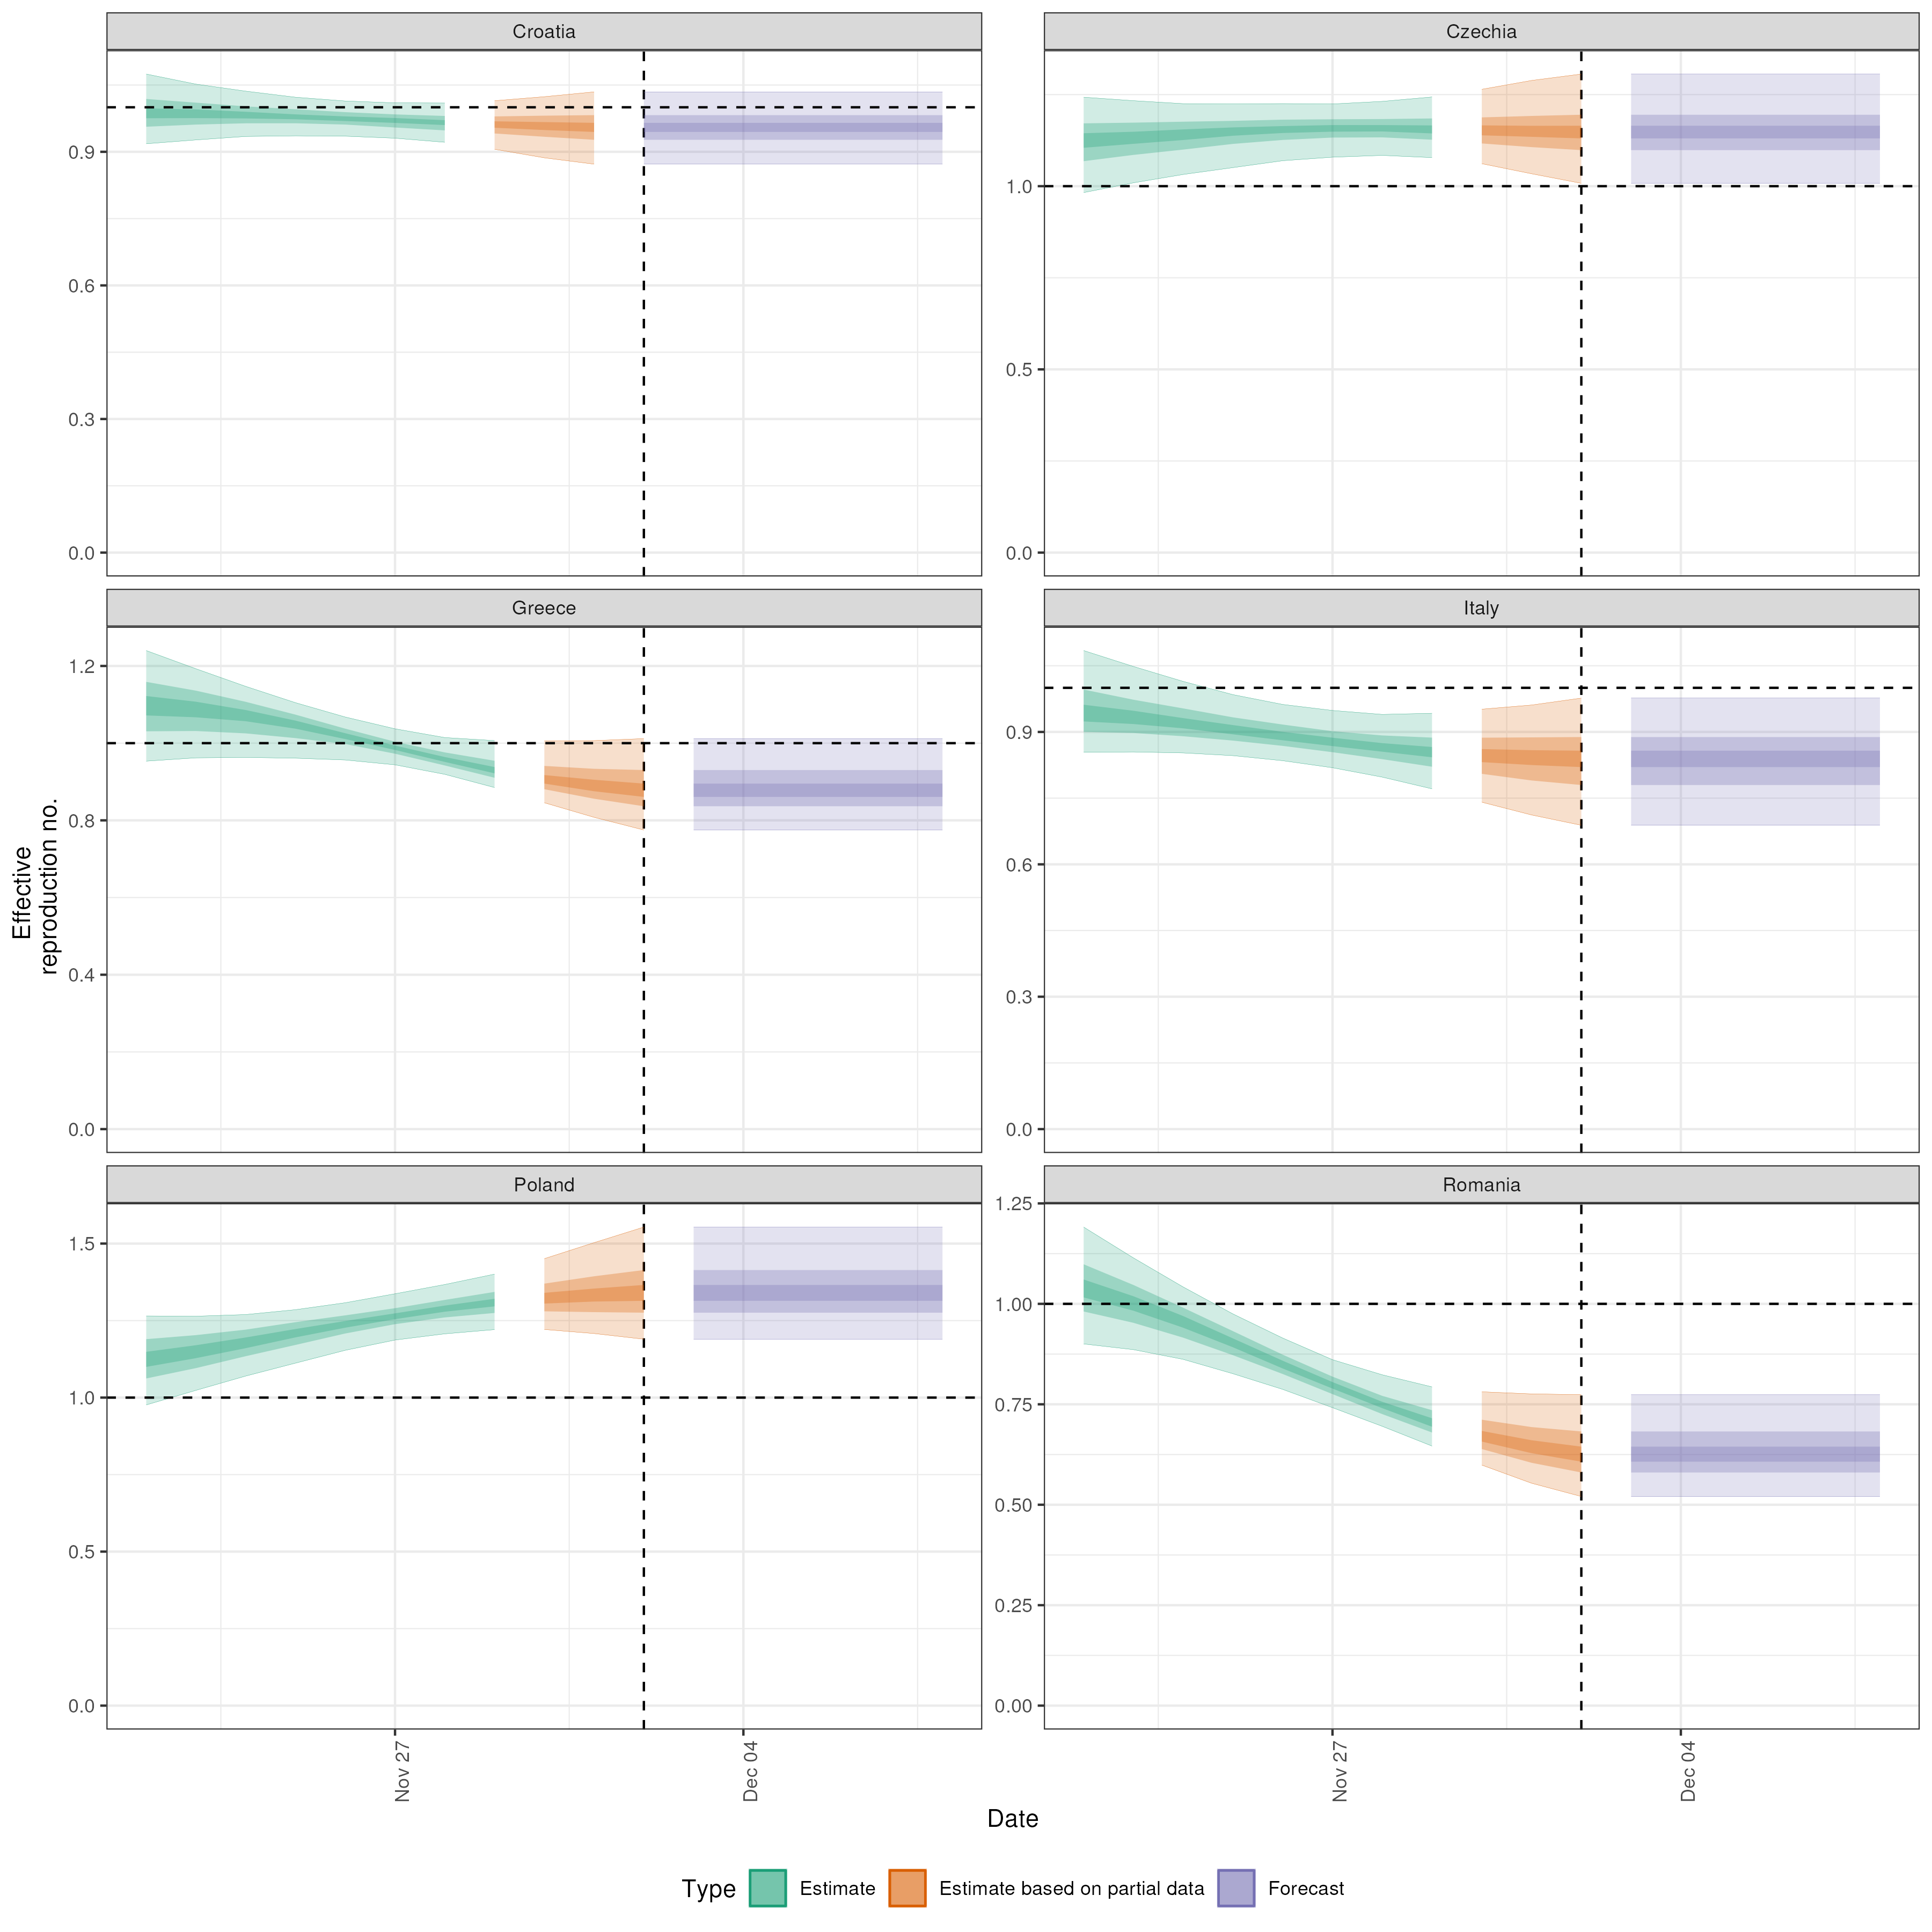 Croatia
Czechia
0.9
0.6
0.3
0.0
1.0
0.5
0.0
Greece
Italy
1.2
0.8
0.4
0.0
0.9
0.6
0.3
0.0
Effective
reproduction no.
Poland
Romania
1.5
1.0
0.5
0.0
1.25
1.00
0.75
0.50
0.25
0.00
Nov 27
Dec 04
Nov 27
Dec 04
Date
Type
Estimate
Estimate based on partial data
Forecast